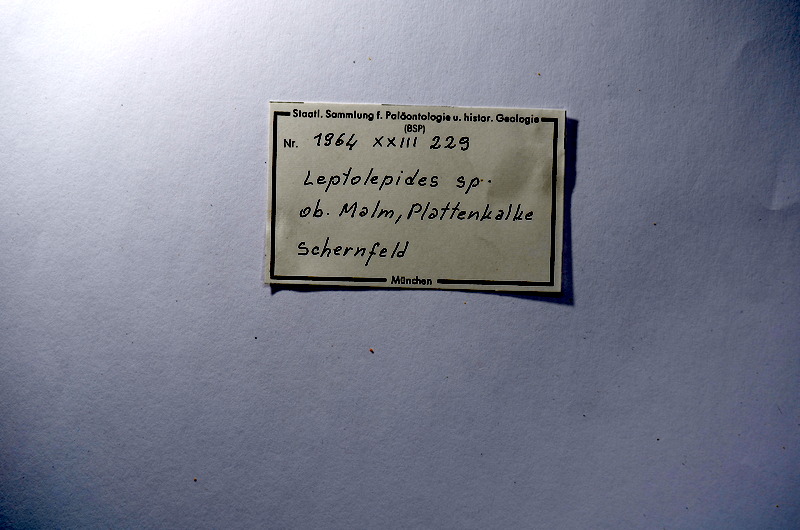 Staatl. Sammlung f. Paläontologie u. histor. Geologie
(BSP)
Nr. 1964 XXIII 229
Leptolepides sp.
ob. Malm, Plattenkalke
Schernfeld
München